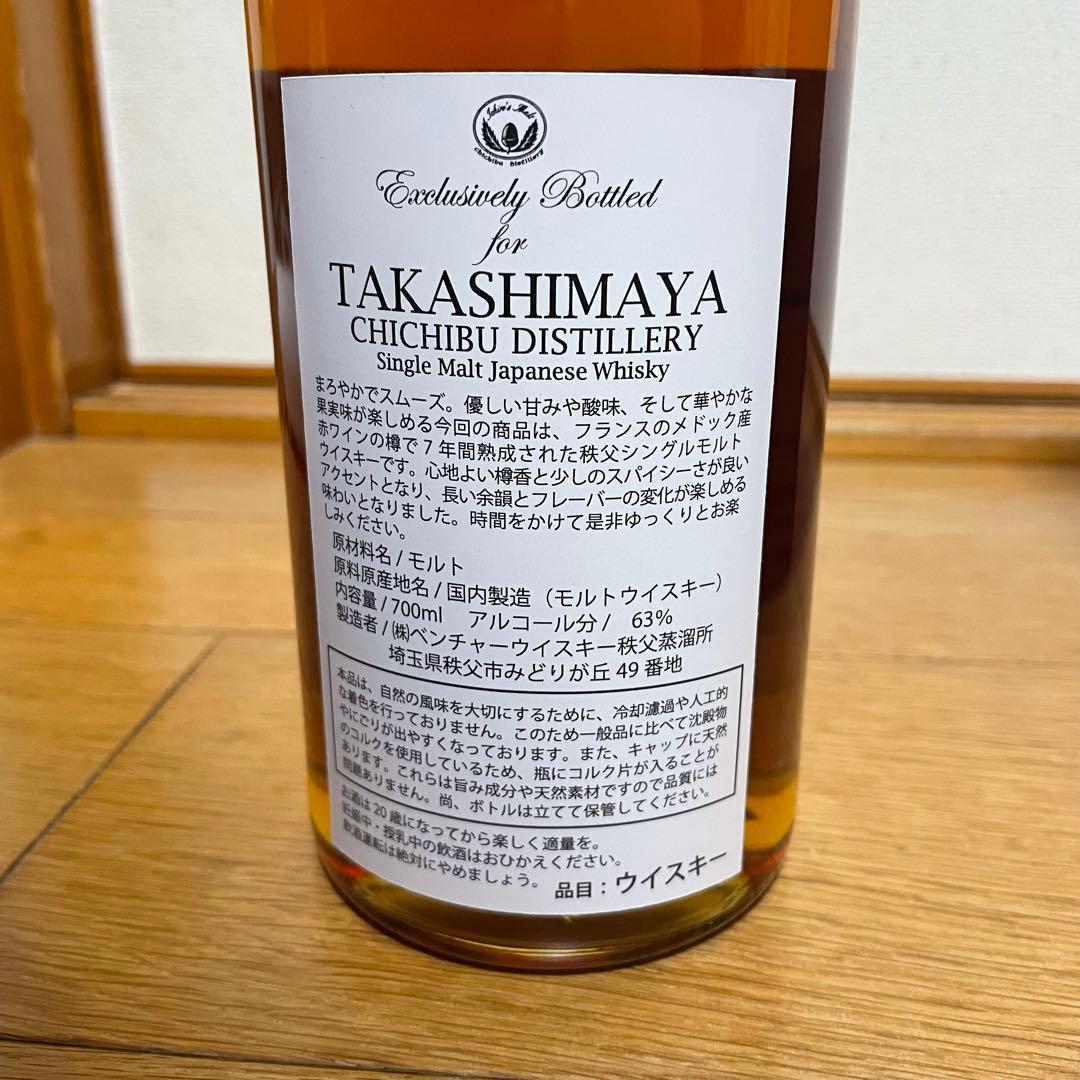 Ichiro's Malt
Chichibu Distillery
Exclusively Bottled
for
TAKASHIMAYA
CHICHIBU DISTILLERY
Single Malt Japanese Whisky
まろやかでスムーズ。優しい甘みや酸味、そして華やかな
果実味が楽しめる今回の商品は、フランスのメドック産
赤ワインの樽で7年間熟成された秩父シングルモルト
ウイスキーです。心地よい樽香と少しのスパイシーさが良い
アクセントとなり、長い余韻とフレーバーの変化が楽しめる
味わいとなりました。時間をかけて是非ゆっくりとお楽
しみください。
原材料名/モルト
原料原産地名/国内製造（モルトウイスキー）
内容量/700ml　アルコール分/　63%
製造者/㈱ベンチャーウイスキー秩父蒸溜所
埼玉県秩父市みどりが丘49番地
本品は、自然の風味を大切にするために、冷却濾過や人工的
な着色を行っておりません。このため一般品に比べて沈殿物
やにごりが出やすくなっております。また、キャップに天然
のコルクを使用しているため、瓶にコルク片が入ることが
あります。これらは旨み成分や天然素材ですので品質には
問題ありません。尚、ボトルは立てて保管してください。
お酒は20歳になってから楽しく適量を。
妊娠中・授乳中の飲酒はおひかえください。
飲酒運転は絶対にやめましょう。
品目：ウイスキー